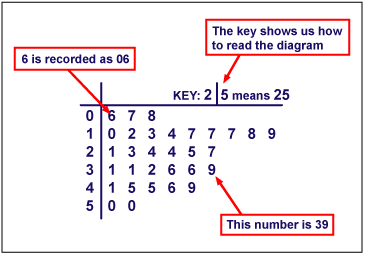 The key shows us how
to read the diagram
6 is recorded as 06
KEY: 2 | 5 means 25
0 | 6 7 8
1 | 0 2 3 4 7 7 7 8 9
2 | 1 3 4 4 5 7
3 | 1 1 2 6 6 9
4 | 1 5 5 6 9
5 | 0 0
This number is 39